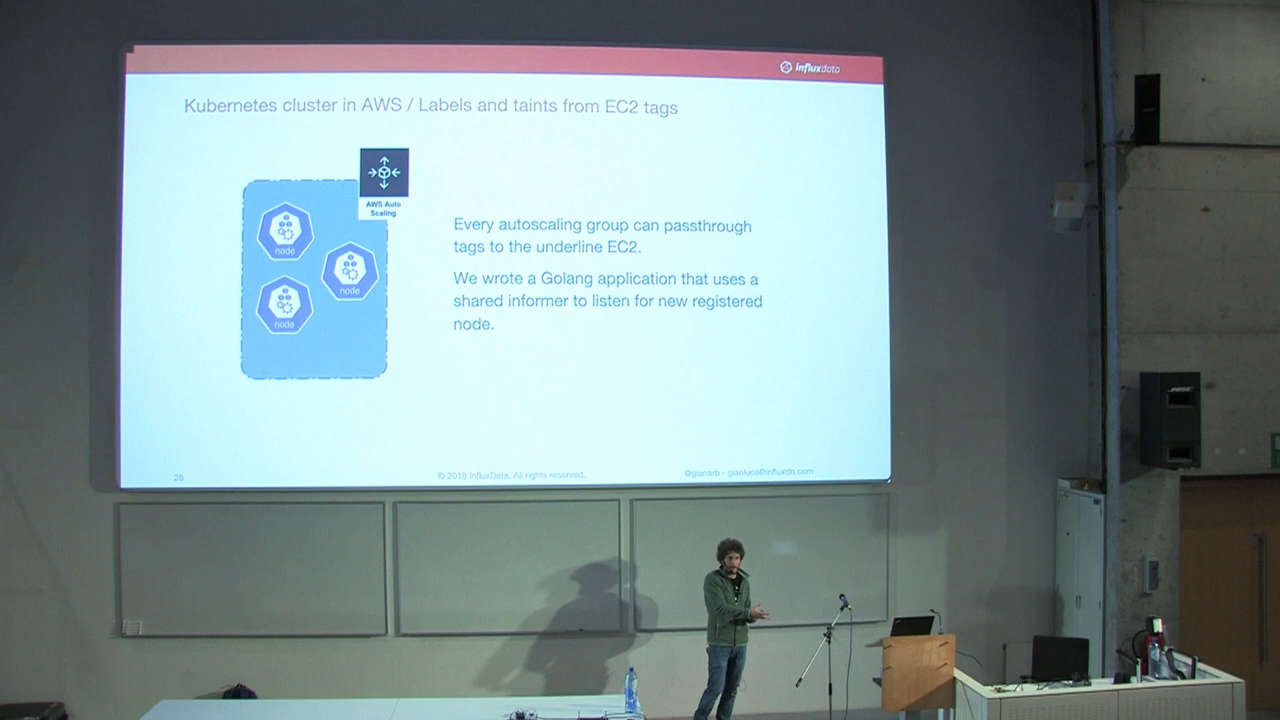 influxdata
Kubernetes cluster in AWS / Labels and taints from EC2 tags
AWS Auto
Scaling
node
node
node
Every autoscaling group can passthrough
tags to the underline EC2.
We wrote a Golang application that uses a
shared informer to listen for new registered
node.
26
© 2018 InfluxData. All rights reserved.
@gianarb - gianluca@influxdb.com